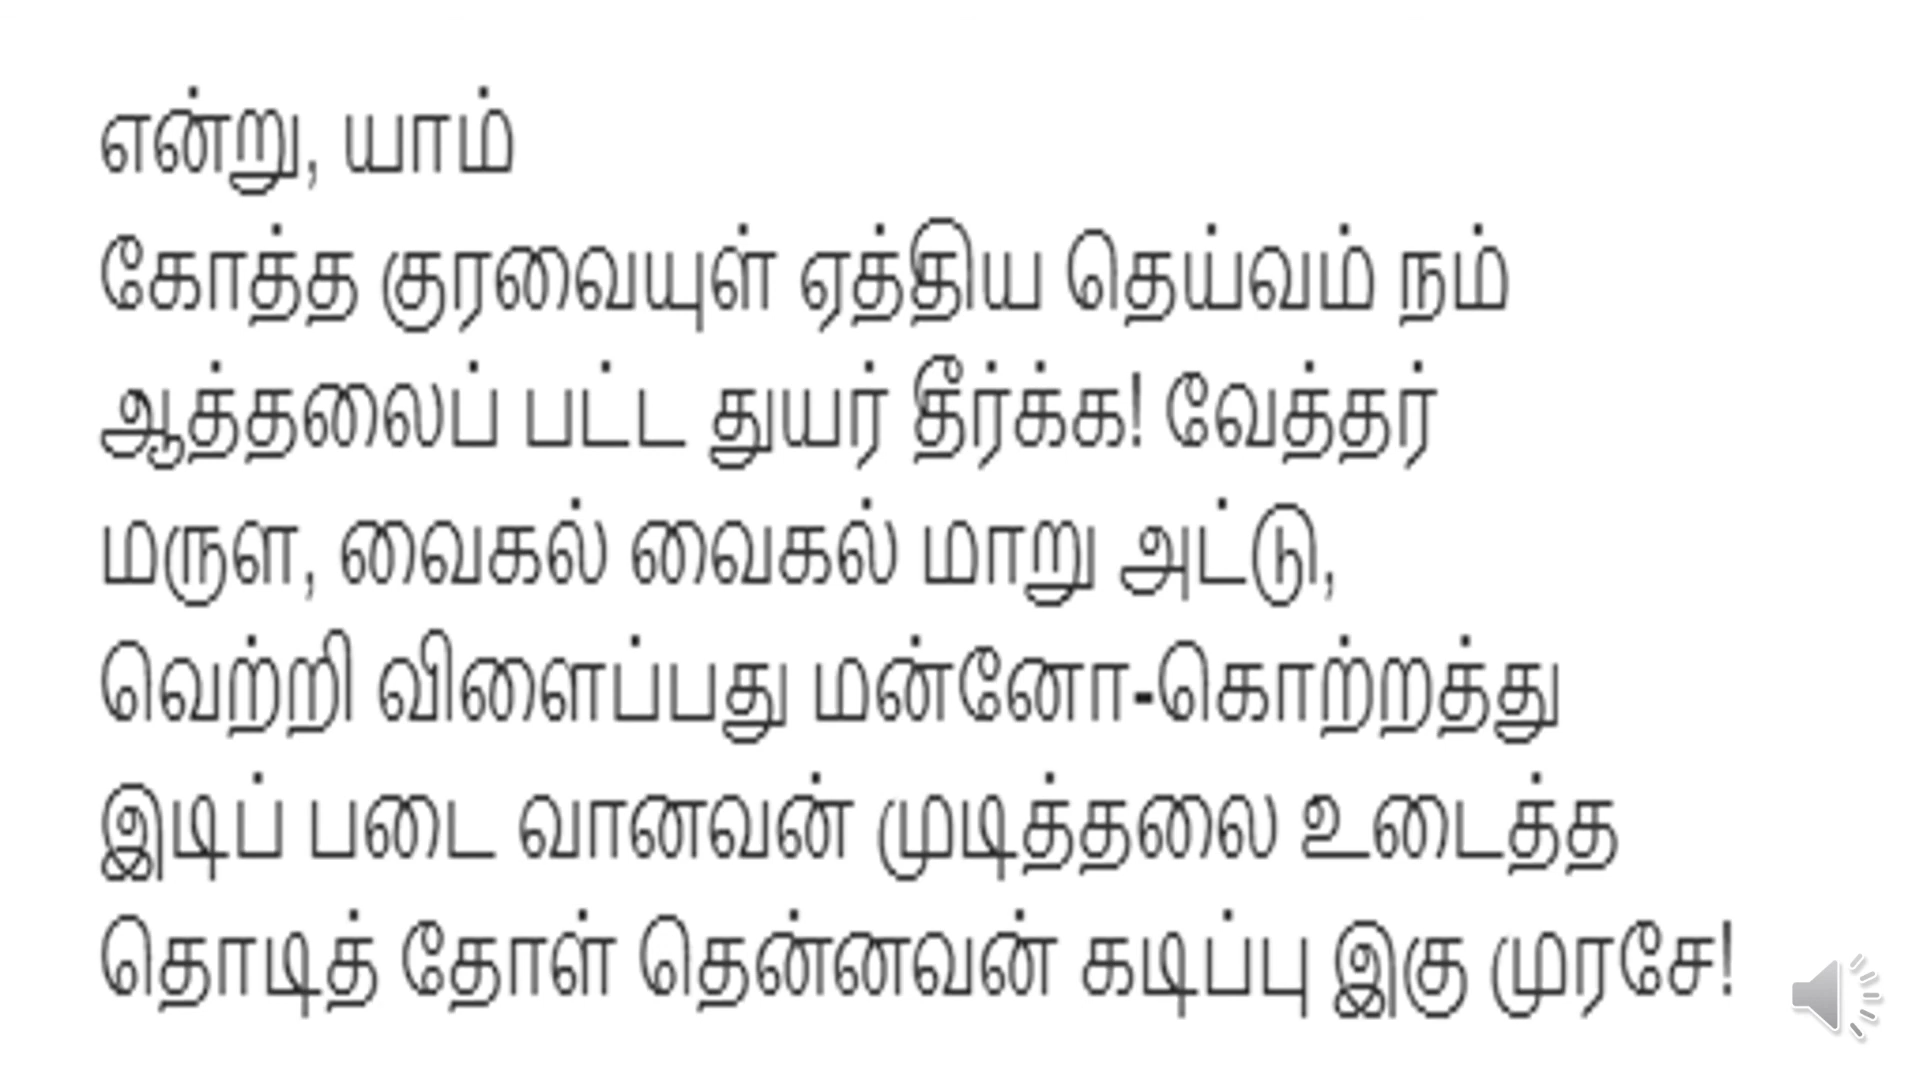 என்று, யாம்
கோத்த குரவையுள் ஏத்திய தெய்வம் நம்
ஆத்தலைப் பட்ட துயர் தீர்க்க! வேத்தர்
மருள, வைகல் வைகல் மாறு அட்டு,
வெற்றி விளைப்பது மன்னோ-கொற்றத்து
இடிப் படை வானவன் முடித்தலை உடைத்த
தொடித் தோள் தென்னவன் கடிப்பு இகு முரசே!